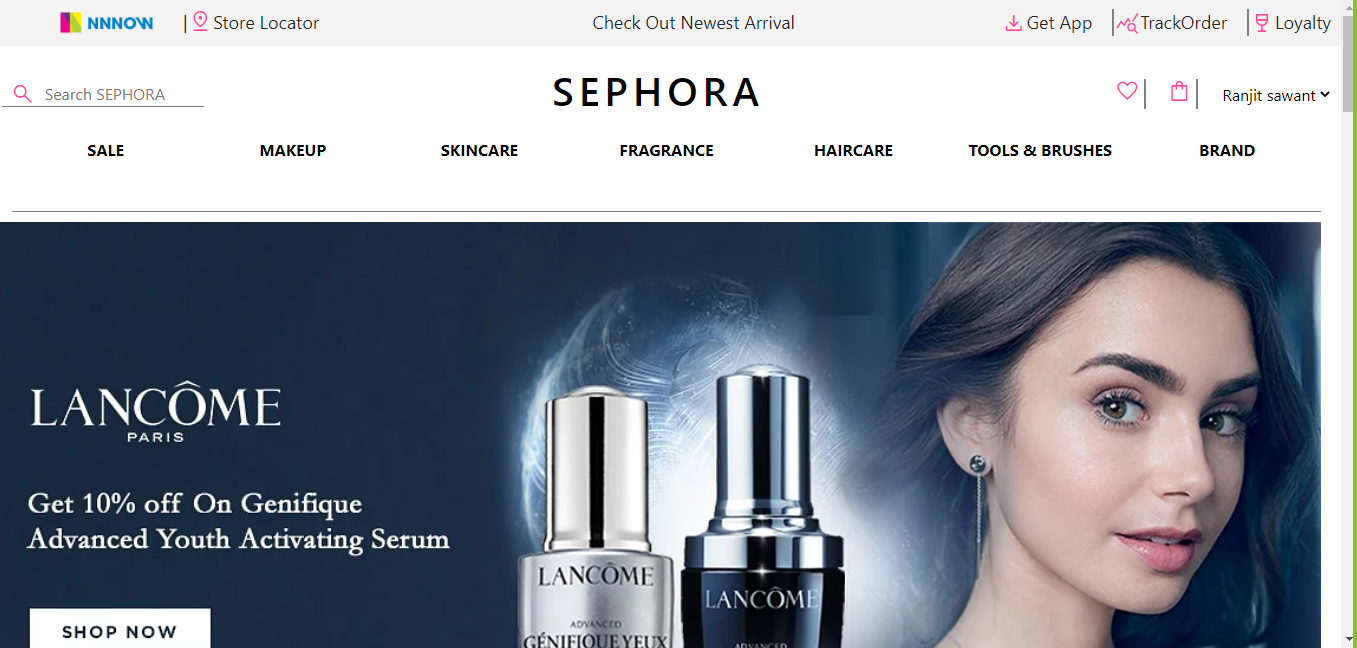 NNNOW | Store Locator Check Out Newest Arrival Get App TrackOrder Loyalty
Search SEPHORA SEPHORA Ranjit sawant
SALE MAKEUP SKINCARE FRAGRANCE HAIRCARE TOOLS & BRUSHES BRAND
LANCÔME
PARIS
Get 10% off On Genifique
Advanced Youth Activating Serum
SHOP NOW
LANCÔME
ADVANCED
GÉNIFIQUE YEUX
LANCÔME
ADVANCED